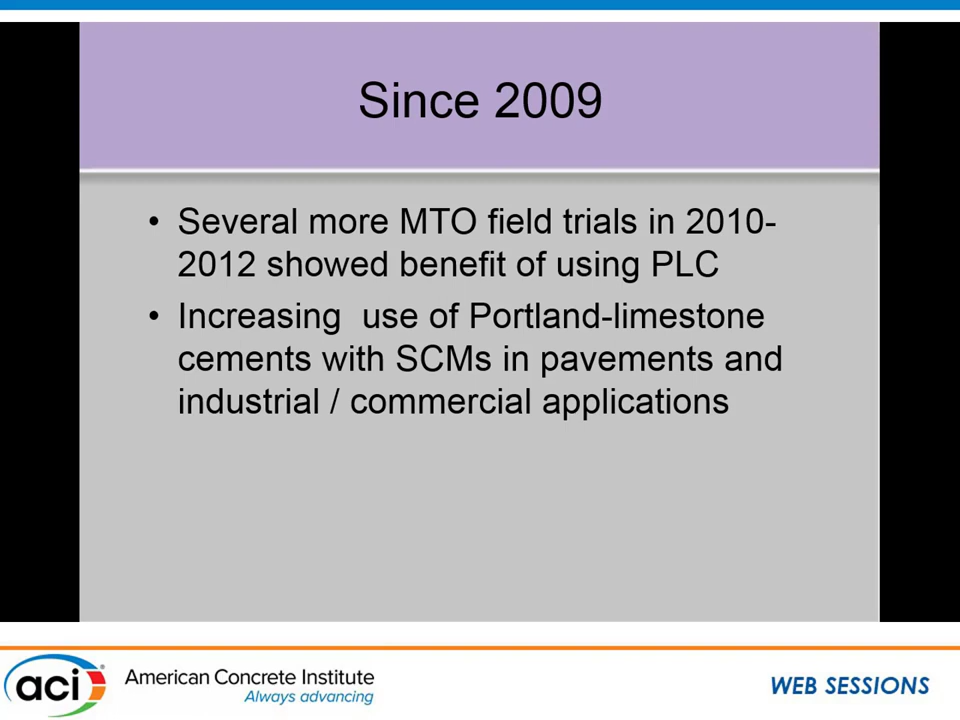 Since 2009
• Several more MTO field trials in 2010-
2012 showed benefit of using PLC
• Increasing  use of Portland-limestone
cements with SCMs in pavements and
industrial / commercial applications
aci
American Concrete Institute
Always advancing
WEB SESSIONS